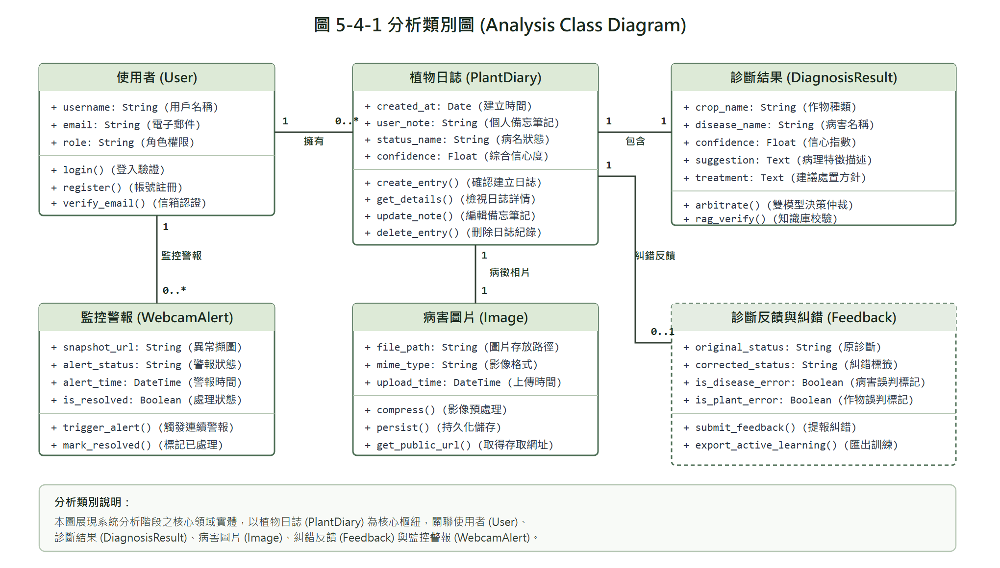 圖 5-4-1 分析類別圖 (Analysis Class Diagram)
使用者 (User)
+ username: String (用戶名稱)
+ email: String (電子郵件)
+ role: String (角色權限)
+ login() (登入驗證)
+ register() (帳號註冊)
+ verify_email() (信箱認證)
1
0..*
擁有
植物日誌 (PlantDiary)
+ created_at: Date (建立時間)
+ user_note: String (個人備忘筆記)
+ status_name: String (病名狀態)
+ confidence: Float (綜合信心度)
+ create_entry() (確認建立日誌)
+ get_details() (檢視日誌詳情)
+ update_note() (編輯備忘筆記)
+ delete_entry() (刪除日誌紀錄)
1
1
包含
診斷結果 (DiagnosisResult)
+ crop_name: String (作物種類)
+ disease_name: String (病害名稱)
+ confidence: Float (信心指數)
+ suggestion: Text (病理特徵描述)
+ treatment: Text (建議處置方針)
+ arbitrate() (雙模型決策仲裁)
+ rag_verify() (知識庫校驗)
1
監控警報
0..*
1
病徵相片
1
1
糾錯反饋
0..1
監控警報 (WebcamAlert)
+ snapshot_url: String (異常擷圖)
+ alert_status: String (警報狀態)
+ alert_time: DateTime (警報時間)
+ is_resolved: Boolean (處理狀態)
+ trigger_alert() (觸發連續警報)
+ mark_resolved() (標記已處理)
病害圖片 (Image)
+ file_path: String (圖片存放路徑)
+ mime_type: String (影像格式)
+ upload_time: DateTime (上傳時間)
+ compress() (影像預處理)
+ persist() (持久化儲存)
+ get_public_url() (取得存取網址)
診斷反饋與糾錯 (Feedback)
+ original_status: String (原診斷)
+ corrected_status: String (糾錯標籤)
+ is_disease_error: Boolean (病害誤判標記)
+ is_plant_error: Boolean (作物誤判標記)
+ submit_feedback() (提報糾錯)
+ export_active_learning() (匯出訓練)
分析類別說明：
本圖展現系統分析階段之核心領域實體，以植物日誌 (PlantDiary) 為核心樞紐，關聯使用者 (User)、
診斷結果 (DiagnosisResult)、病害圖片 (Image)、糾錯反饋 (Feedback) 與監控警報 (WebcamAlert)。